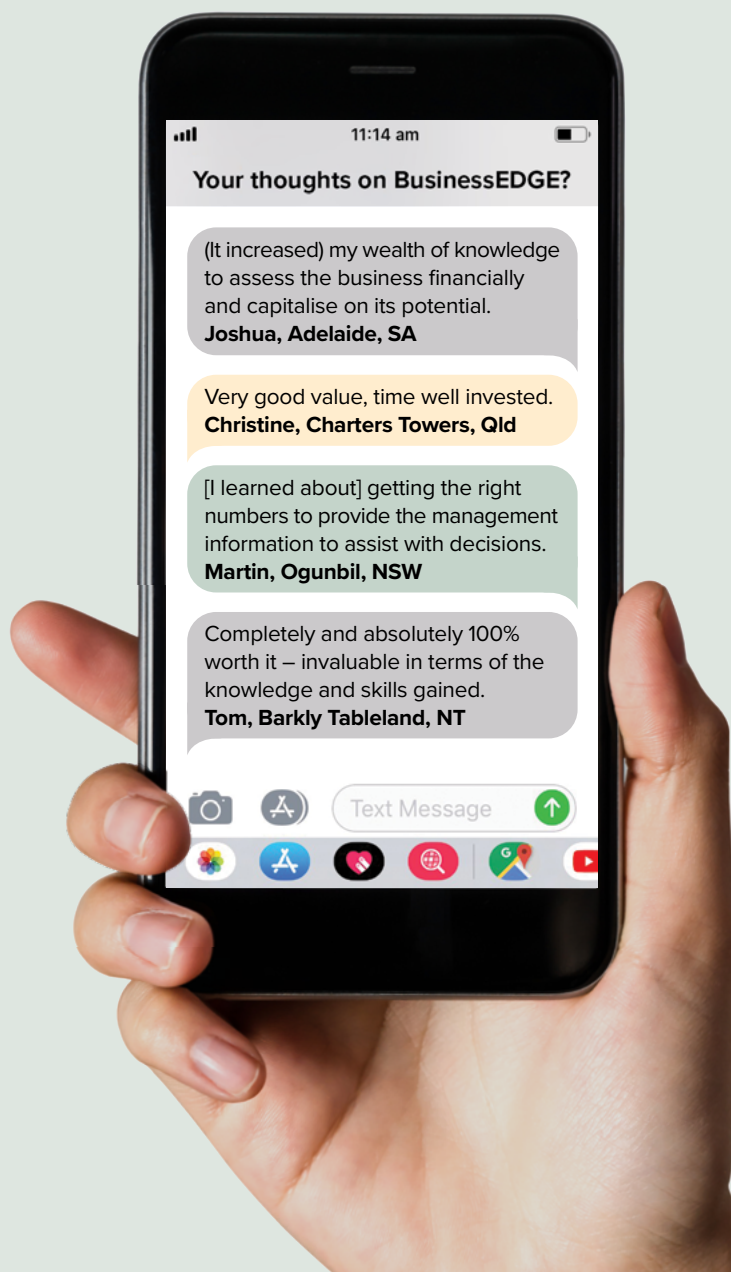 11:14 am
Your thoughts on BusinessEDGE?
(It increased) my wealth of knowledge
to assess the business financially
and capitalise on its potential.
Joshua, Adelaide, SA
Very good value, time well invested.
Christine, Charters Towers, Qld
[I learned about] getting the right
numbers to provide the management
information to assist with decisions.
Martin, Ogunbil, NSW
Completely and absolutely 100%
worth it – invaluable in terms of the
knowledge and skills gained.
Tom, Barkly Tableland, NT
Text Message
G